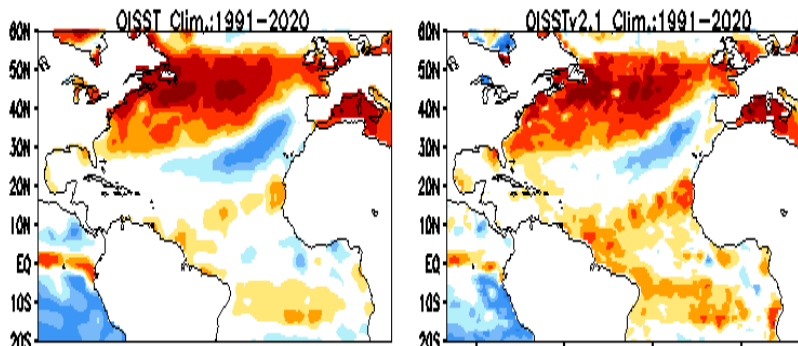 OISST Clim.:1991-2020
60N
50N
40N
30N
20N
10N
EQ
10S
20S
OISSTv2.1 Clim.:1991-2020
60N
50N
40N
30N
20N
10N
EQ
10S
20S